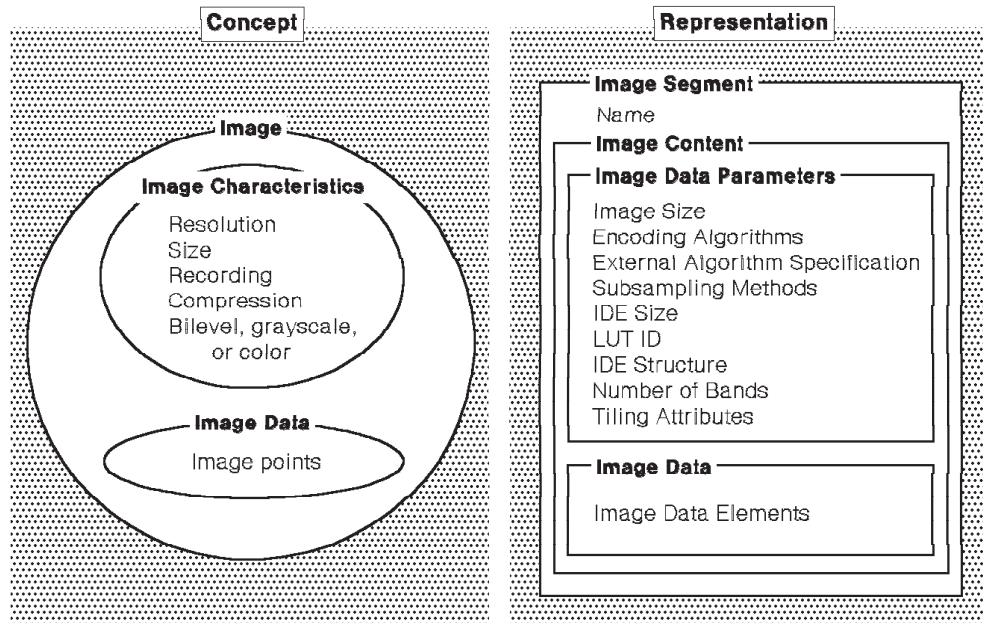 Concept
Image
Image Characteristics
Resolution
Size
Recording
Compression
Bilevel, grayscale,
or color
Image Data
Image points
Representation
Image Segment
Name
Image Content
Image Data Parameters
Image Size
Encoding Algorithms
External Algorithm Specification
Subsampling Methods
IDE Size
LUT ID
IDE Structure
Number of Bands
Tiling Attributes
Image Data
Image Data Elements